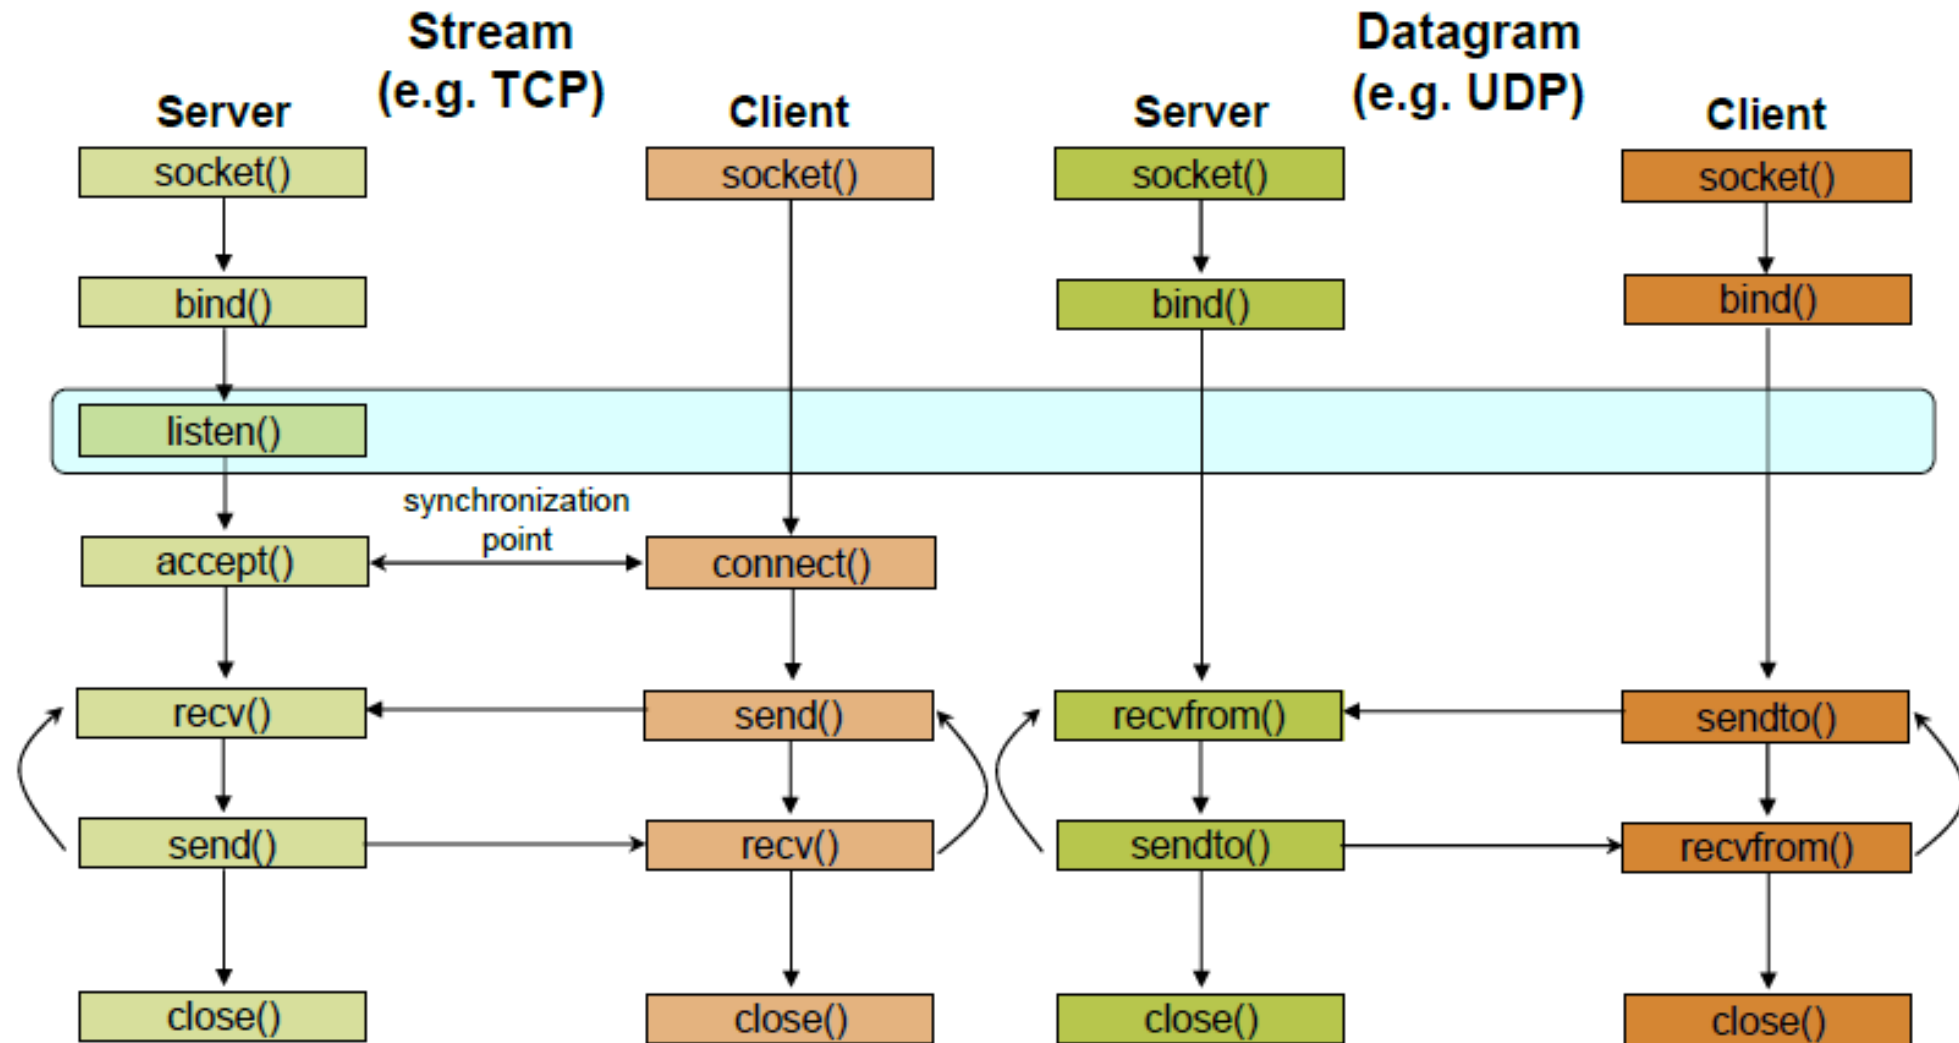 Stream
(e.g. TCP)
Datagram
(e.g. UDP)
Server
Client
Server
Client
socket()
socket()
socket()
socket()
bind()
bind()
bind()
listen()
synchronization
point
accept()
connect()
recv()
send()
recvfrom()
sendto()
send()
recv()
sendto()
recvfrom()
close()
close()
close()
close()